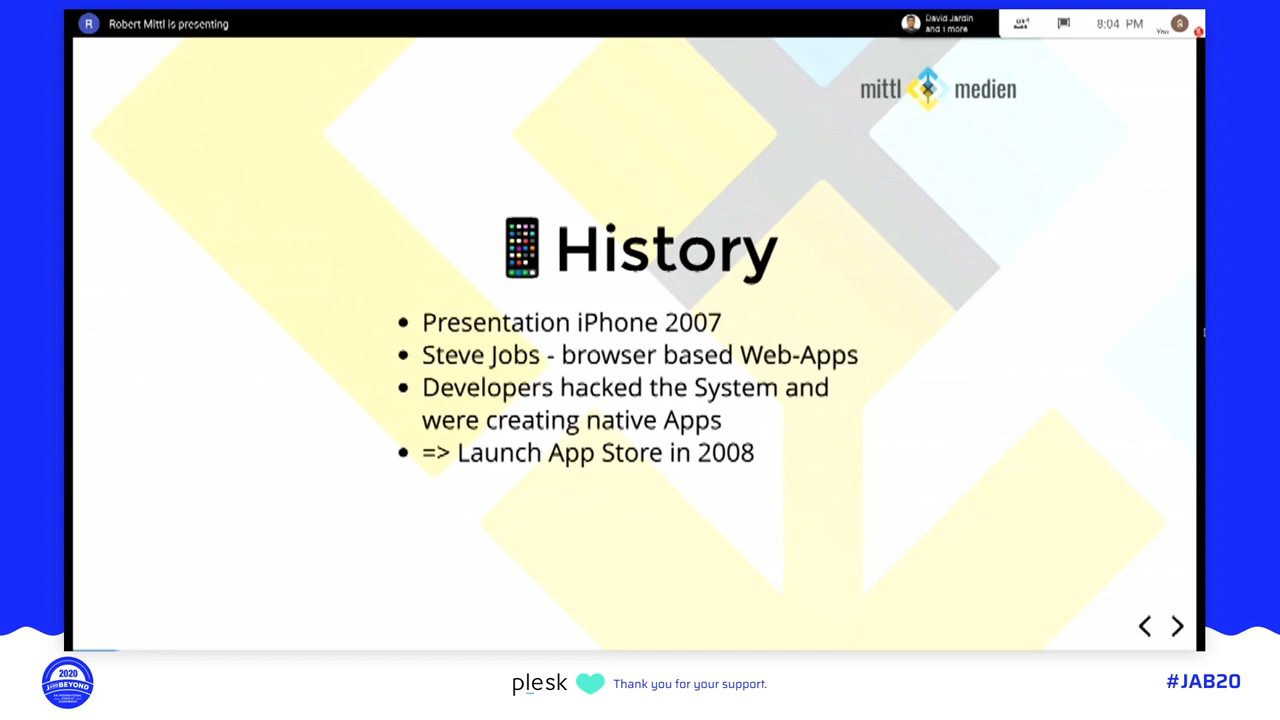 R Robert Mittl is presenting
David Jardin
and 1 more
8:04 PM
You
S
mittl medien
History
Presentation iPhone 2007
Steve Jobs - browser based Web-Apps
Developers hacked the System and
were creating native Apps
=> Launch App Store in 2008
2020
JANDBEYOND
plesk Thank you for your support.
#JAB20